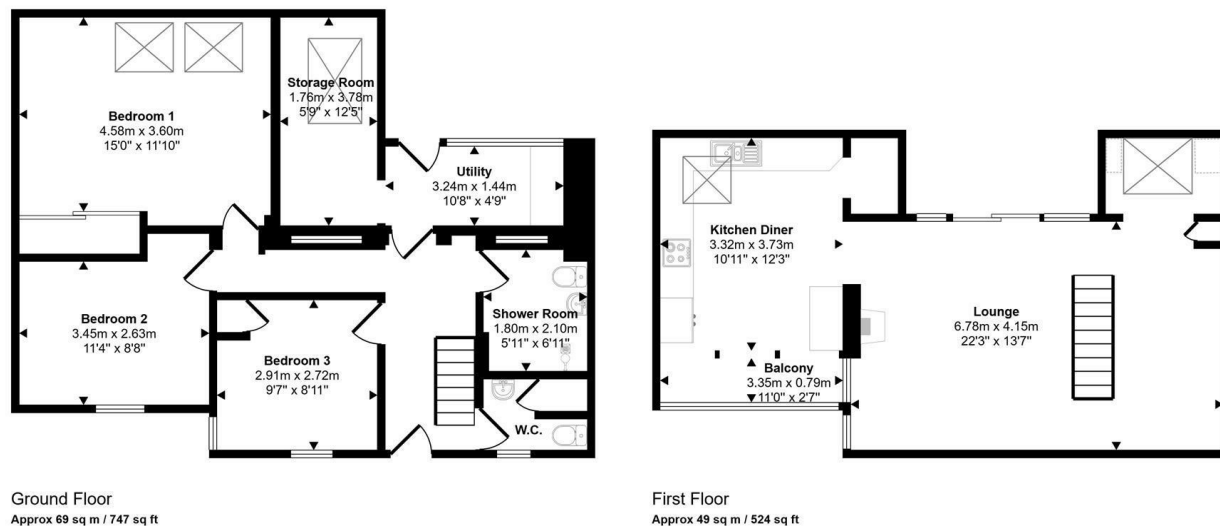 Bedroom 1
4.58m x 3.60m
15'0" x 11'10"
Storage Room
1.76m x 3.78m
5'9" x 12'5"
Utility
3.24m x 1.44m
10'8" x 4'9"
Bedroom 2
3.45m x 2.63m
11'4" x 8'8"
Bedroom 3
2.91m x 2.72m
9'7" x 8'11"
Shower Room
1.80m x 2.10m
5'11" x 6'11"
W.C.
Ground Floor
Approx 69 sq m / 747 sq ft
Kitchen Diner
3.32m x 3.73m
10'11" x 12'3"
Balcony
3.35m x 0.79m
11'0" x 2'7"
Lounge
6.78m x 4.15m
22'3" x 13'7"
First Floor
Approx 49 sq m / 524 sq ft